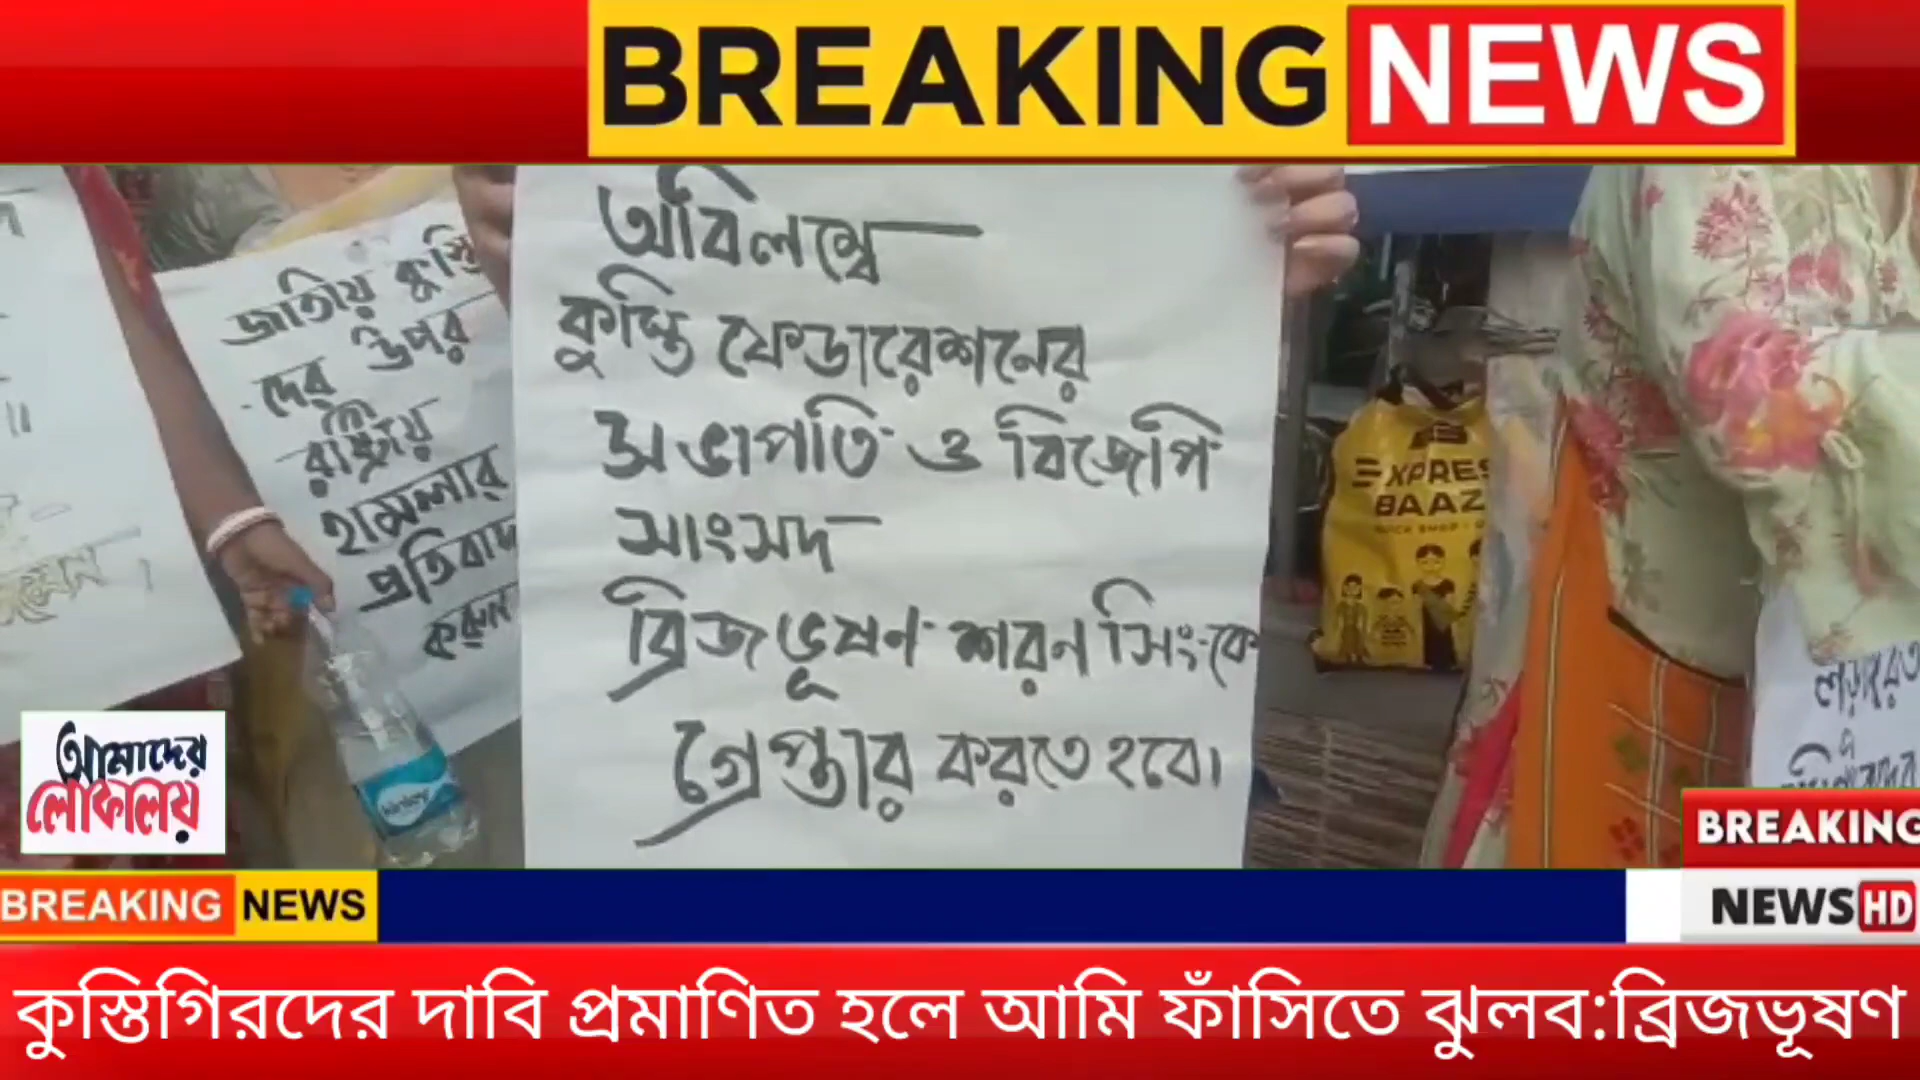 BREAKING NEWS
জাতীয় কুস্তি
দের উপর
রাষ্ট্রীয়
হামলার
প্রতিবাদ
করুন
অবিলম্বে
কুস্তি ফেডারেশনের
সভাপতি ও বিজেপি
সাংসদ
ব্রিজভূষণ শরন সিং-কে
গ্রেপ্তার করতে হবে।
EXPRES
BAAZ
আমাদের
লোকালয়
BREAKING NEWS
BREAKING
NEWS HD
কুস্তিগিরদের দাবি প্রমাণিত হলে আমি ফাঁসিতে ঝুলব:ব্রিজভূষণ